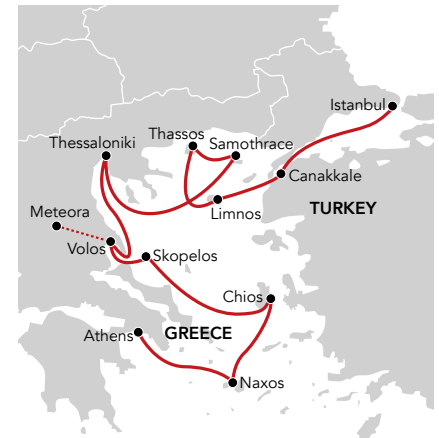 Istanbul
Thassos
Thessaloniki
Samothrace
Canakkale
Meteora
Limnos
TURKEY
Volos
Skopelos
Chios
Athens
GREECE
Naxos